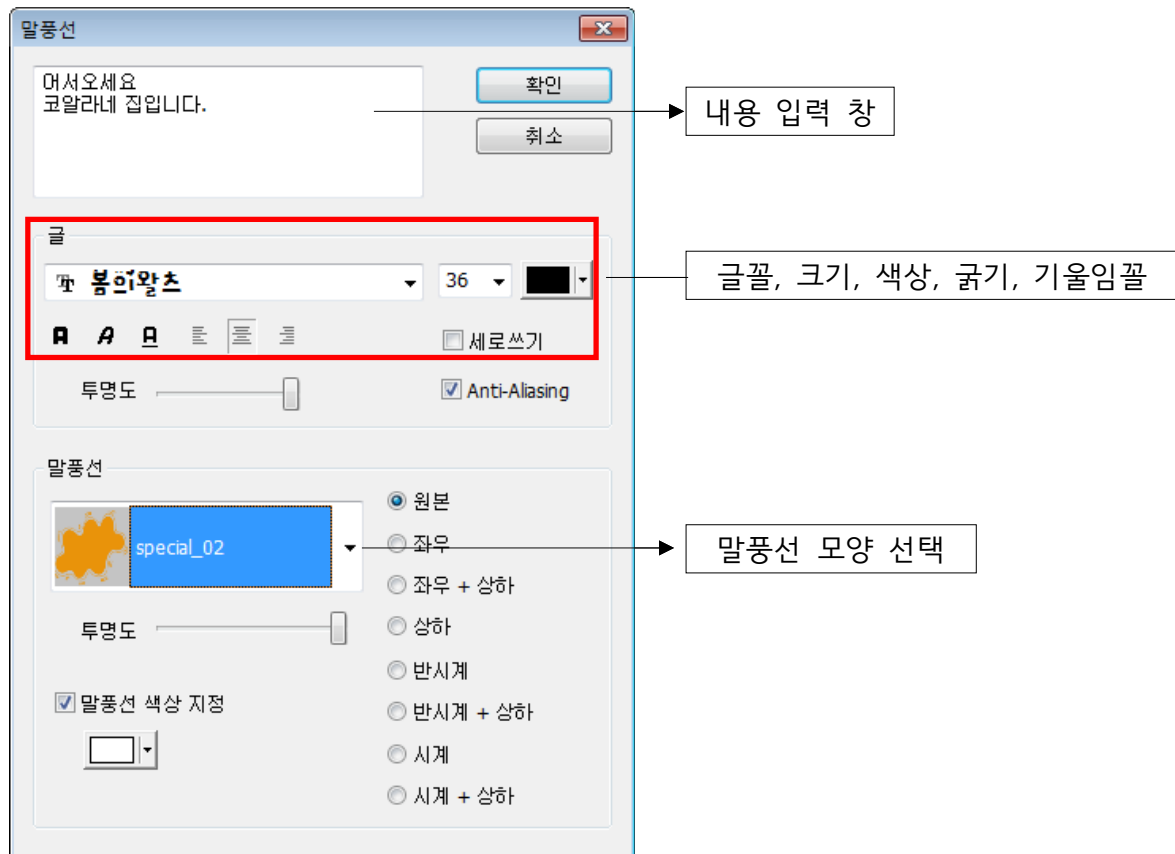 말풍선
어서오세요
코알라네 집입니다.
확인
취소
내용 입력 창
글
봄의왈츠
36
글꼴, 크기, 색상, 굵기, 기울임꼴
세로쓰기
투명도
Anti-Aliasing
말풍선
special_02
원본
좌우
말풍선 모양 선택
좌우 + 상하
투명도
상하
반시계
말풍선 색상 지정
반시계 + 상하
시계
시계 + 상하